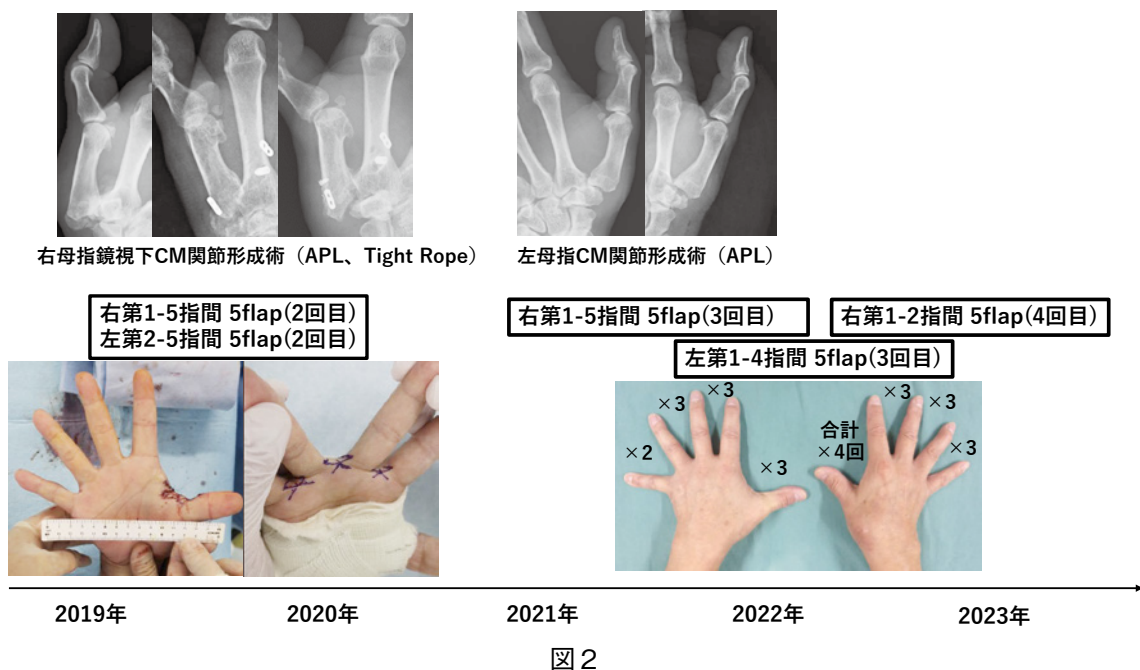 右母指鏡視下CM関節形成術（APL、Tight Rope）
左母指CM関節形成術（APL）
右第1-5指間 5flap(2回目)
左第2-5指間 5flap(2回目)
右第1-5指間 5flap(3回目)
右第1-2指間 5flap(4回目)
左第1-4指間 5flap(3回目)
×2
×3
×3
×3
合計
×4回
×3
×3
×3
2019年
2020年
2021年
2022年
2023年
図２